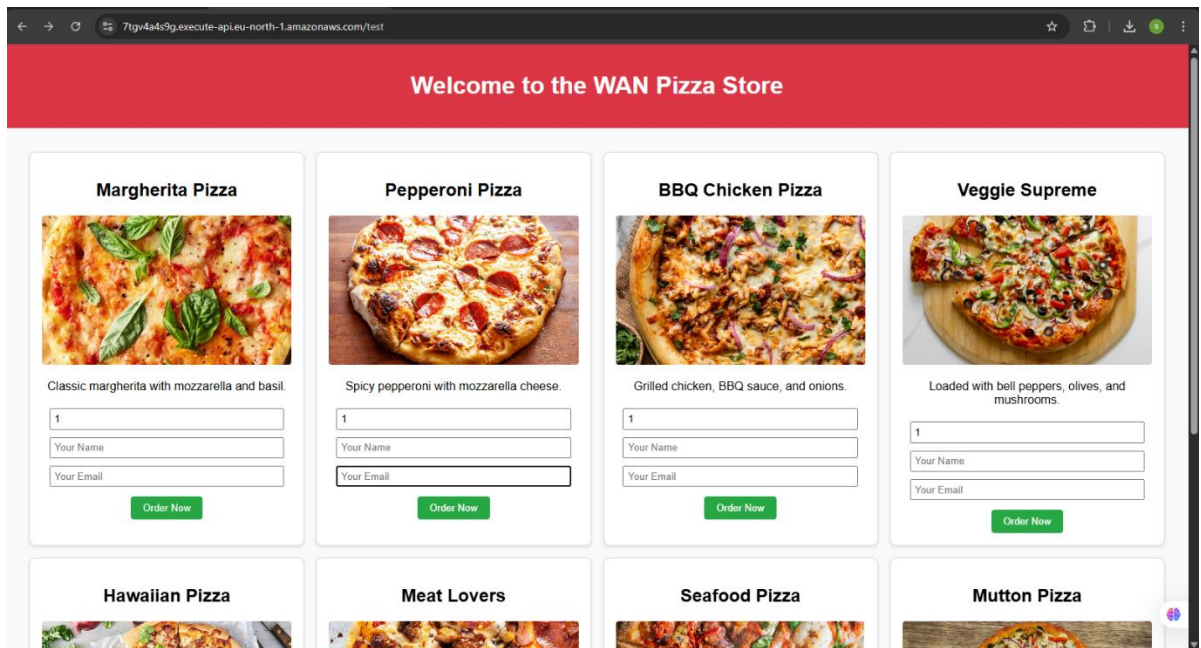 7tgv4a4s9g.execute-api.eu-north-1.amazonaws.com/test
Welcome to the WAN Pizza Store
Margherita Pizza
Classic margherita with mozzarella and basil.
1
Your Name
Your Email
Order Now
Pepperoni Pizza
Spicy pepperoni with mozzarella cheese.
1
Your Name
Your Email
Order Now
BBQ Chicken Pizza
Grilled chicken, BBQ sauce, and onions.
1
Your Name
Your Email
Order Now
Veggie Supreme
Loaded with bell peppers, olives, and
mushrooms.
1
Your Name
Your Email
Order Now
Hawaiian Pizza
Meat Lovers
Seafood Pizza
Mutton Pizza